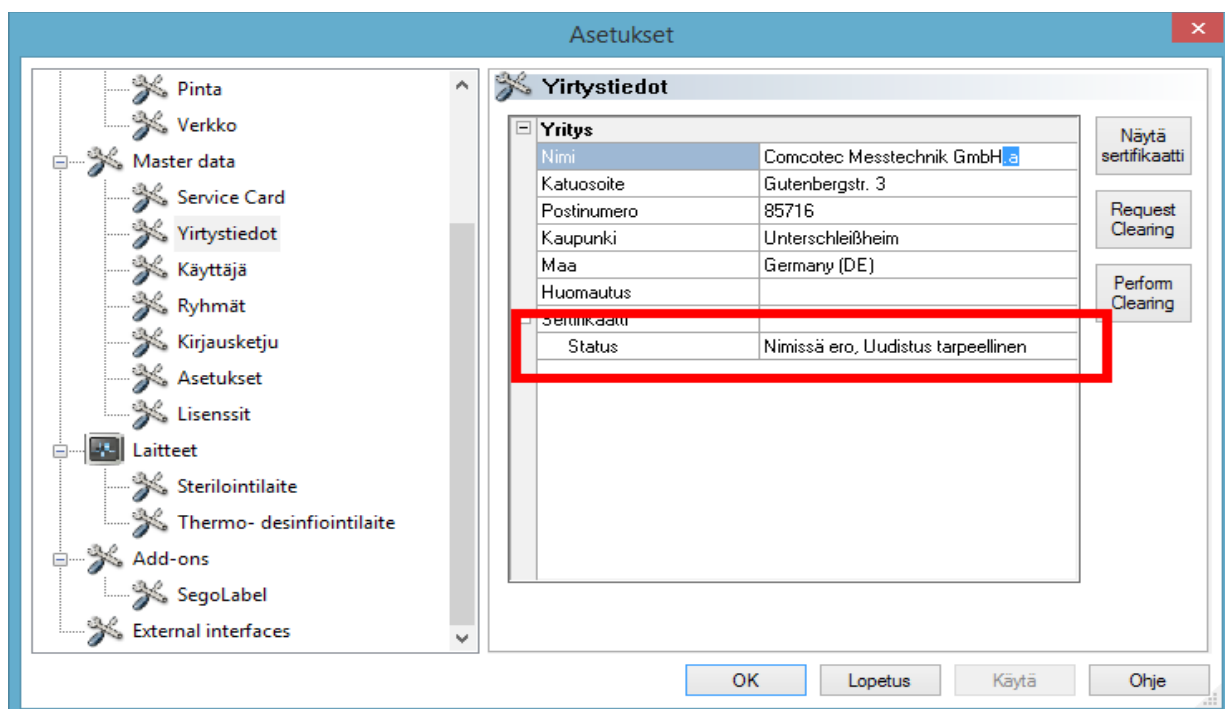 Asetukset
Pinta
Verkko
Master data
Service Card
Yirtystiedot
Käyttäjä
Ryhmät
Kirjausketju
Asetukset
Lisenssit
Laitteet
Sterilointilaite
Thermo- desinfiointilaite
Add-ons
SegoLabel
External interfaces
Yirtystiedot
Yritys
Nimi Comcotec Messtechnik GmbH.a
Katuosoite Gutenbergstr. 3
Postinumero 85716
Kaupunki Unterschleißheim
Maa Germany (DE)
Huomautus
Sertifikaatti
Status Nimissä ero, Uudistus tarpeellinen
Näytä
sertifikaatti
Request
Clearing
Perform
Clearing
OK Lopetus Käytä Ohje